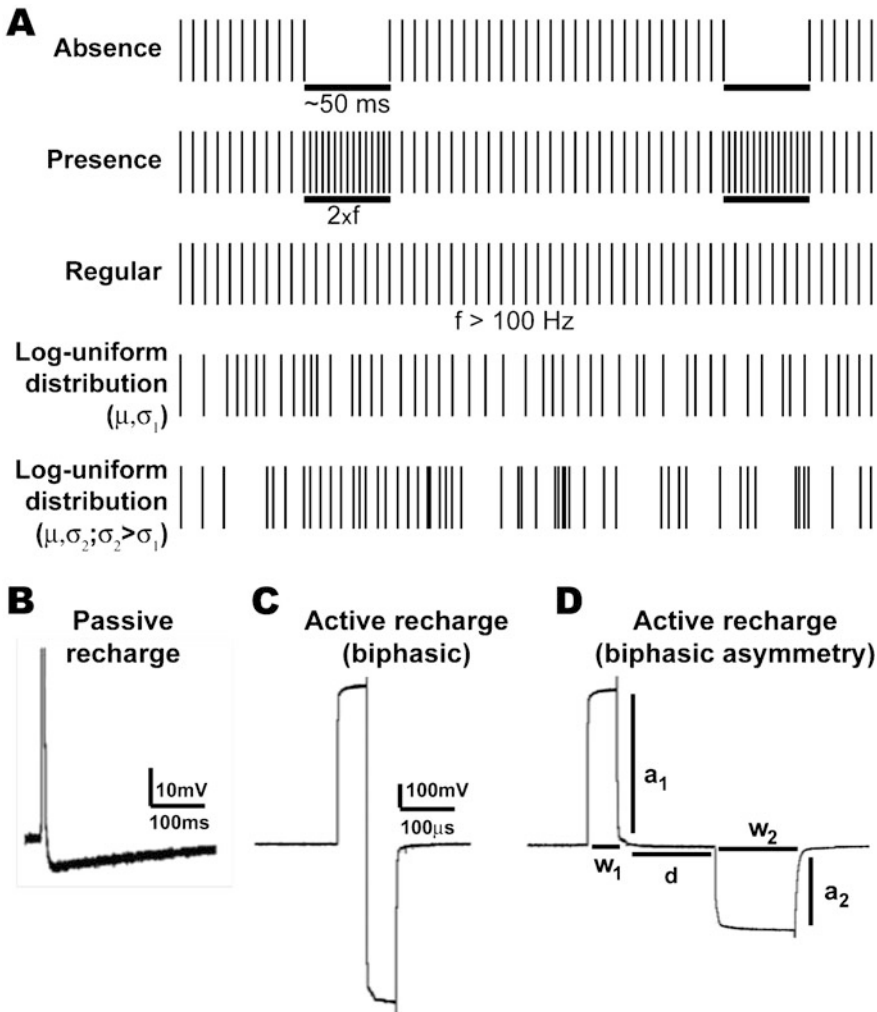 A
Absence
~50 ms
Presence
2xf
Regular
f > 100 Hz
Log-uniform
distribution
(μ,σ₁)
Log-uniform
distribution
(μ,σ₂;σ₂>σ₁)
B
Passive
recharge
10mV
100ms
C
Active recharge
(biphasic)
100mV
100μs
D
Active recharge
(biphasic asymmetry)
a₁
w₁
d
w₂
a₂